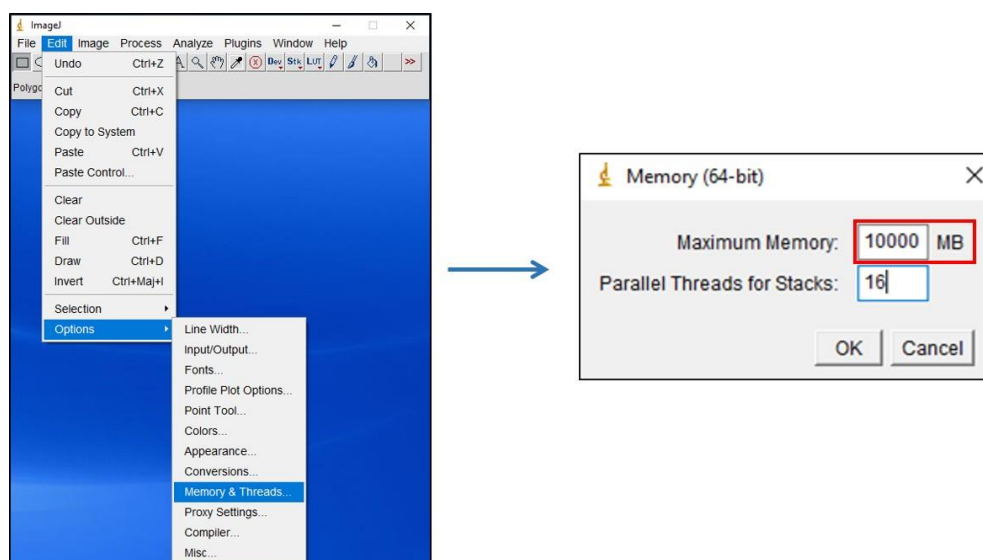 ImageJ
File Edit Image Process Analyze Plugins Window Help
Dev Stk LUT >>
Polygo
Undo Ctrl+Z
Cut Ctrl+X
Copy Ctrl+C
Copy to System
Paste Ctrl+V
Paste Control...
Clear
Clear Outside
Fill Ctrl+F
Draw Ctrl+D
Invert Ctrl+Maj+I
Selection
Options
Line Width...
Input/Output...
Fonts...
Profile Plot Options...
Point Tool...
Colors...
Appearance...
Conversions...
Memory & Threads...
Proxy Settings...
Compiler...
Misc...
Memory (64-bit)
Maximum Memory: 10000 MB
Parallel Threads for Stacks: 16
OK Cancel